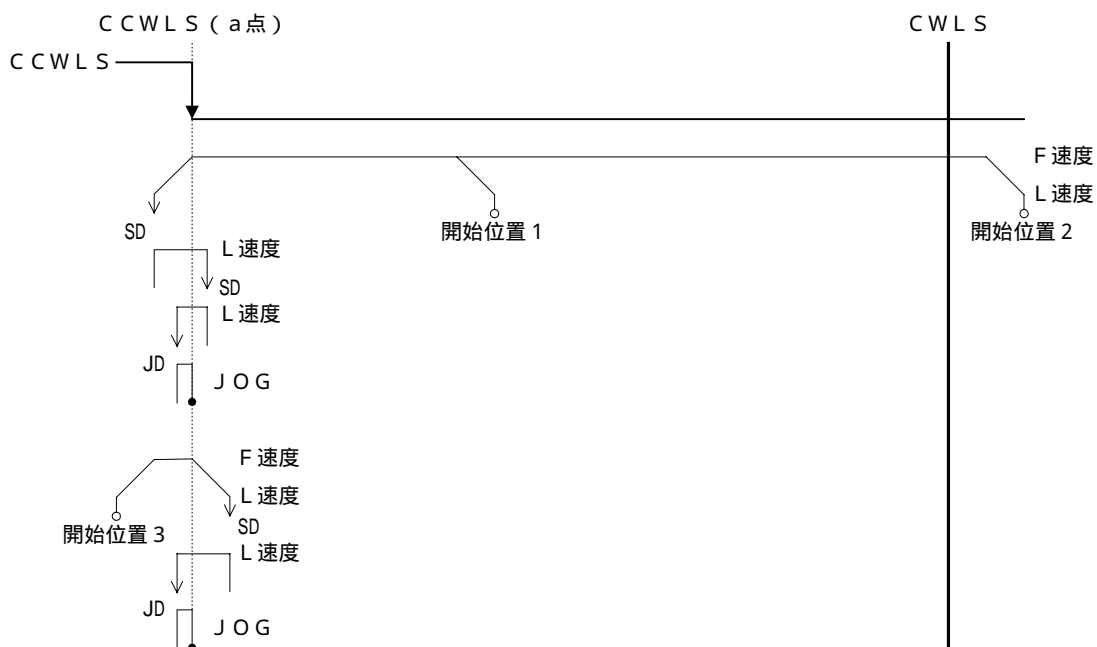 ＣＣＷＬＳ（a点）
ＣＷＬＳ
ＣＣＷＬＳ
Ｆ速度
Ｌ速度
開始位置１
開始位置２
SD
Ｌ速度
SD
Ｌ速度
JD
ＪＯＧ
Ｆ速度
Ｌ速度
SD
開始位置３
Ｌ速度
JD
ＪＯＧ